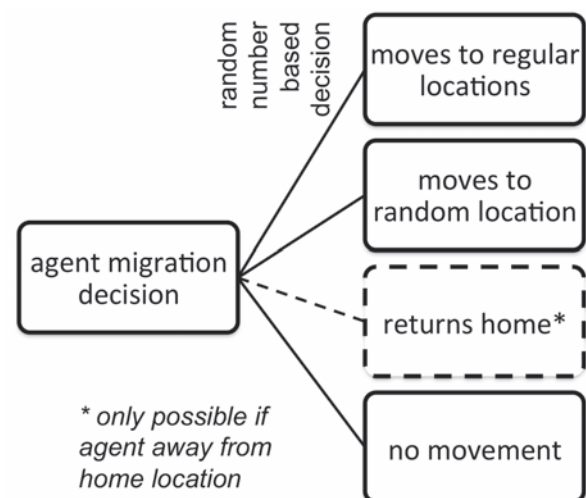 random
number
based
decision
moves to regular
locations
moves to
random location
agent migration
decision
returns home*
no movement
* only possible if
agent away from
home location